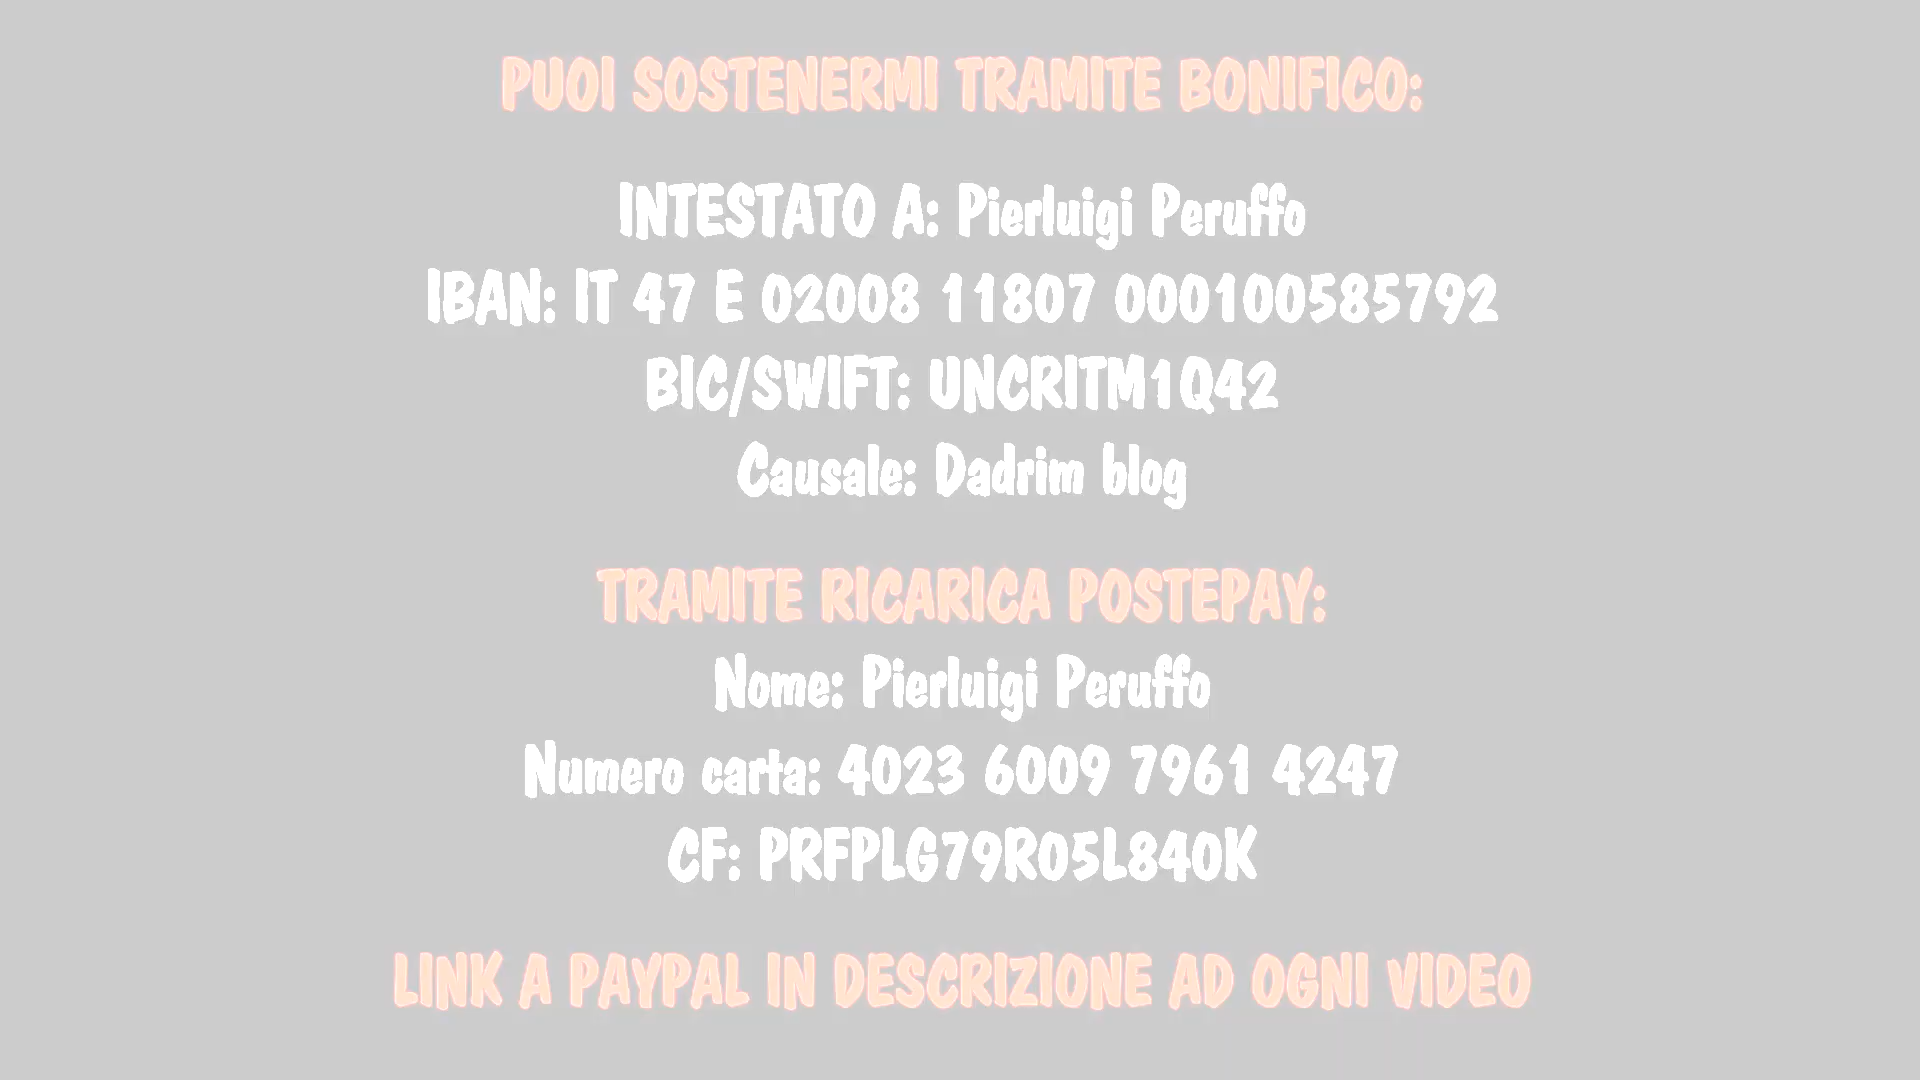 PUOI SOSTENERMI TRAMITE BONIFICO:
INTESTATO A: Pierluigi Peruffo
IBAN: IT 47 E 02008 11807 000100585792
BIC/SWIFT: UNCRITM1Q42
Causale: Dadrim blog
TRAMITE RICARICA POSTEPAY:
Nome: Pierluigi Peruffo
Numero carta: 4023 6009 7961 4247
CF: PRFPLG79R05L840K
LINK A PAYPAL IN DESCRIZIONE AD OGNI VIDEO